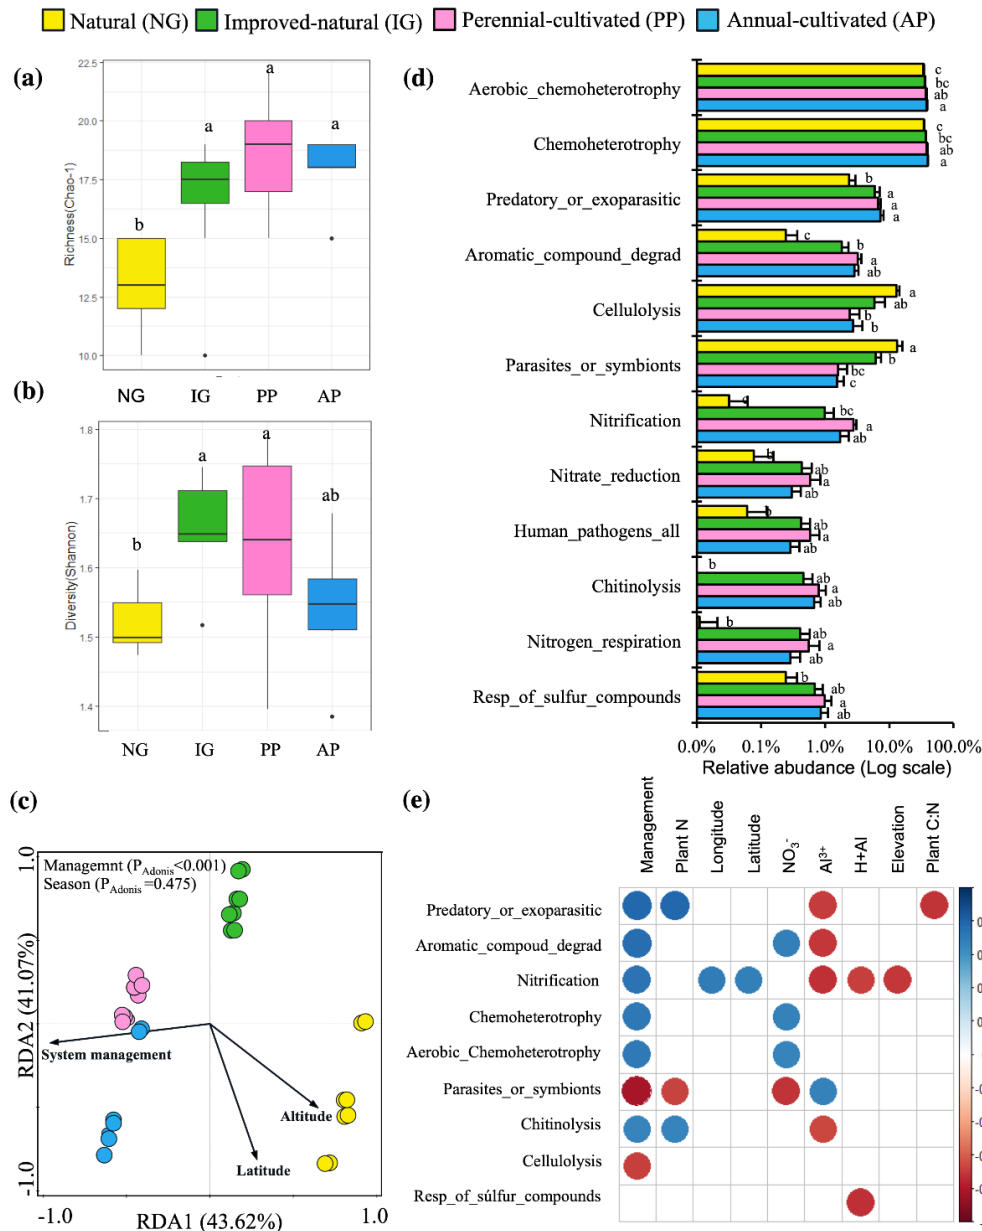 Natural (NG) Improved-natural (IG) Perennial-cultivated (PP) Annual-cultivated (AP)
(a)
Richness(Chao-1)
22.5
20.0
17.5
15.0
12.5
10.0
b
a
a
a
NG IG PP AP
(b)
Diversity(Shannon)
1.8
1.7
1.6
1.5
1.4
b
a
a
ab
NG IG PP AP
(c)
Managemnt (PAdonis<0.001)
Season (PAdonis=0.475)
System management
Altitude
Latitude
RDA2 (41.07%)
1.0
-1.0
-1.0
1.0
RDA1 (43.62%)
(d)
Aerobic_chemoheterotrophy
c
bc
ab
a
Chemoheterotrophy
c
bc
ab
a
Predatory_or_exoparasitic
b
a
a
a
Aromatic_compound_degrad
c
b
a
ab
Cellulolysis
a
ab
b
b
Parasites_or_symbionts
a
b
bc
c
Nitrification
c
bc
a
ab
Nitrate_reduction
b
ab
a
ab
Human_pathogens_all
b
ab
a
ab
Chitinolysis
b
ab
a
ab
Nitrogen_respiration
b
ab
a
ab
Resp_of_sulfur_compounds
b
ab
a
ab
0.0% 0.1% 1.0% 10.0% 100.0%
Relative abudance (Log scale)
(e)
Management
Plant N
Longitude
Latitude
NO3-
Al3+
H+Al
Elevation
Plant C:N
Predatory_or_exoparasitic
Aromatic_compoud_degrad
Nitrification
Chemoheterotrophy
Aerobic_Chemoheterotrophy
Parasites_or_symbionts
Chitinolysis
Cellulolysis
Resp_of_súlfur_compounds